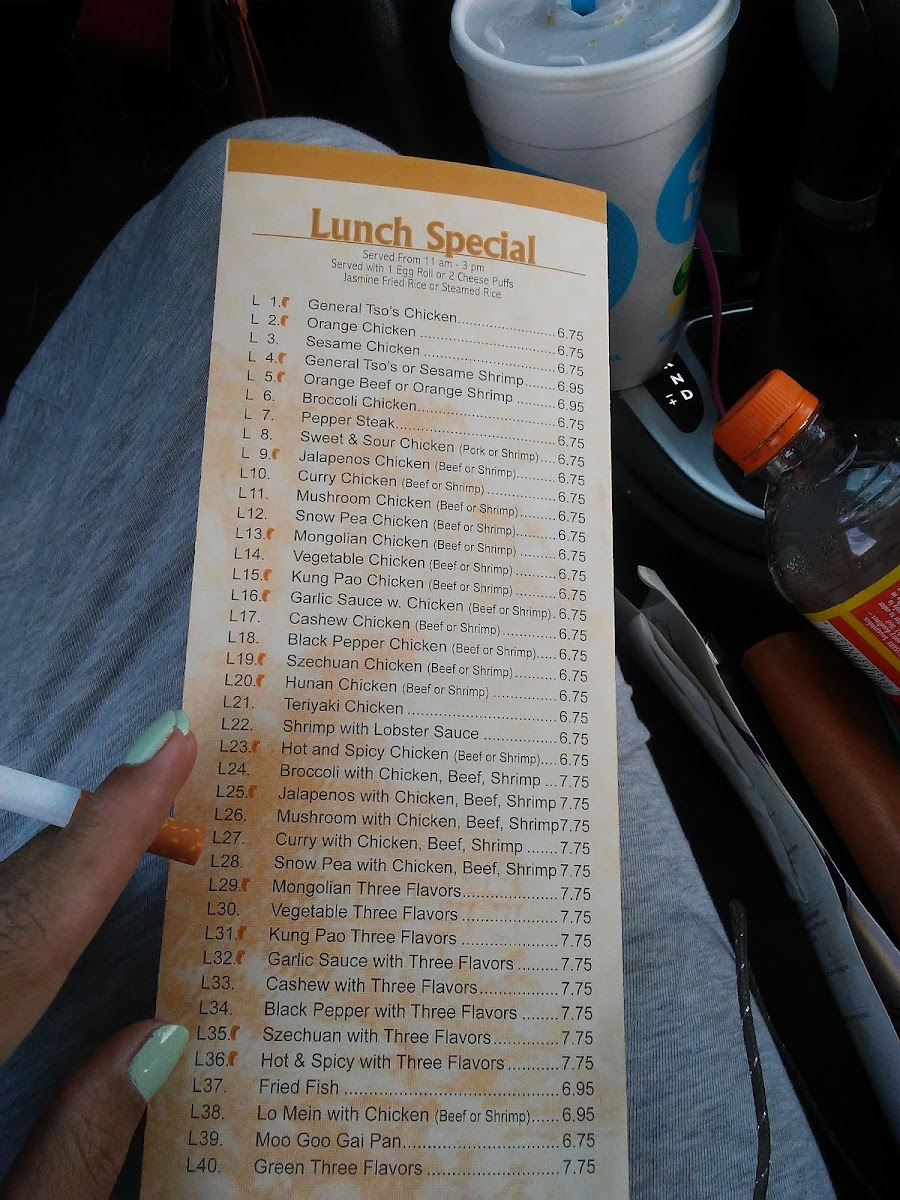 Lunch Special
Served From 11 am - 3 pm
Served with 1 Egg Roll or 2 Cheese Puffs
Jasmine Fried Rice or Steamed Rice
L 1. General Tso's Chicken..........................6.75
L 2. Orange Chicken ....................................6.75
L 3. Sesame Chicken ...................................6.75
L 4. General Tso's or Sesame Shrimp........6.95
L 5. Orange Beef or Orange Shrimp ..........6.95
L 6. Broccoli Chicken....................................6.75
L 7. Pepper Steak.........................................6.75
L 8. Sweet & Sour Chicken (Pork or Shrimp)....6.75
L 9. Jalapenos Chicken (Beef or Shrimp).........6.75
L10. Curry Chicken (Beef or Shrimp) ..................6.75
L11. Mushroom Chicken (Beef or Shrimp)..........6.75
L12. Snow Pea Chicken (Beef or Shrimp)..........6.75
L13. Mongolian Chicken (Beef or Shrimp) ..........6.75
L14. Vegetable Chicken (Beef or Shrimp) ..........6.75
L15. Kung Pao Chicken (Beef or Shrimp)...........6.75
L16. Garlic Sauce w. Chicken (Beef or Shrimp).6.75
L17. Cashew Chicken (Beef or Shrimp) .............6.75
L18. Black Pepper Chicken (Beef or Shrimp).....6.75
L19. Szechuan Chicken (Beef or Shrimp)...........6.75
L20. Hunan Chicken (Beef or Shrimp) ................6.75
L21. Teriyaki Chicken ....................................6.75
L22. Shrimp with Lobster Sauce ..................6.75
L23. Hot and Spicy Chicken (Beef or Shrimp)....6.75
L24. Broccoli with Chicken, Beef, Shrimp ...7.75
L25. Jalapenos with Chicken, Beef, Shrimp 7.75
L26. Mushroom with Chicken, Beef, Shrimp7.75
L27. Curry with Chicken, Beef, Shrimp .......7.75
L28. Snow Pea with Chicken, Beef, Shrimp 7.75
L29. Mongolian Three Flavors......................7.75
L30. Vegetable Three Flavors ......................7.75
L31. Kung Pao Three Flavors ......................7.75
L32. Garlic Sauce with Three Flavors .........7.75
L33. Cashew with Three Flavors..................7.75
L34. Black Pepper with Three Flavors ........7.75
L35. Szechuan with Three Flavors...............7.75
L36. Hot & Spicy with Three Flavors ...........7.75
L37. Fried Fish ................................................6.95
L38. Lo Mein with Chicken (Beef or Shrimp)......6.95
L39. Moo Goo Gai Pan....................................6.75
L40. Green Three Flavors .............................7.75
N D